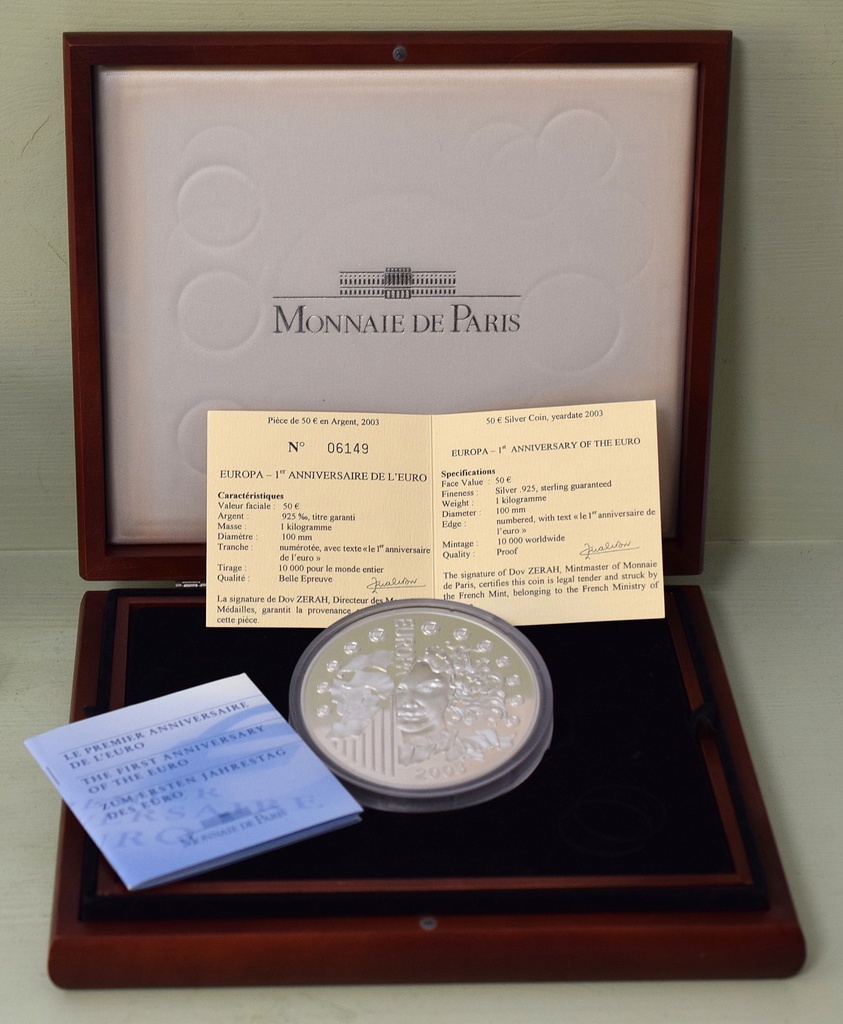 MONNAIE DE PARIS
Pièce de 50 € en Argent, 2003
N° 06149
EUROPA – 1er ANNIVERSAIRE DE L'EURO
Caractéristiques
Valeur faciale : 50 €
Argent : 925 ‰, titre garanti
Masse : 1 kilogramme
Diamètre : 100 mm
Tranche : numérotée, avec texte «le 1er anniversaire
de l'euro »
Tirage : 10 000 pour le monde entier
Qualité : Belle Epreuve
La signature de Dov ZERAH, Directeur des
Médailles, garantit la provenance
cette pièce.
50 € Silver Coin, yeardate 2003
EUROPA – 1st ANNIVERSARY OF THE EURO
Specifications
Face Value : 50 €
Fineness : Silver .925, sterling guaranteed
Weight : 1 kilogramme
Diameter : 100 mm
Edge : numbered, with text «le 1er anniversaire de
l'euro »
Mintage : 10 000 worldwide
Quality : Proof
The signature of Dov ZERAH, Mintmaster of Monnaie
de Paris, certifies this coin is legal tender and struck by
the French Mint, belonging to the French Ministry of
EUROPA
2003
LE PREMIER ANNIVERSAIRE
DE L'EURO
THE FIRST ANNIVERSARY
OF THE EURO
ZUM ERSTEN JAHRESTAG
DES EURO
MONNAIE DE PARIS